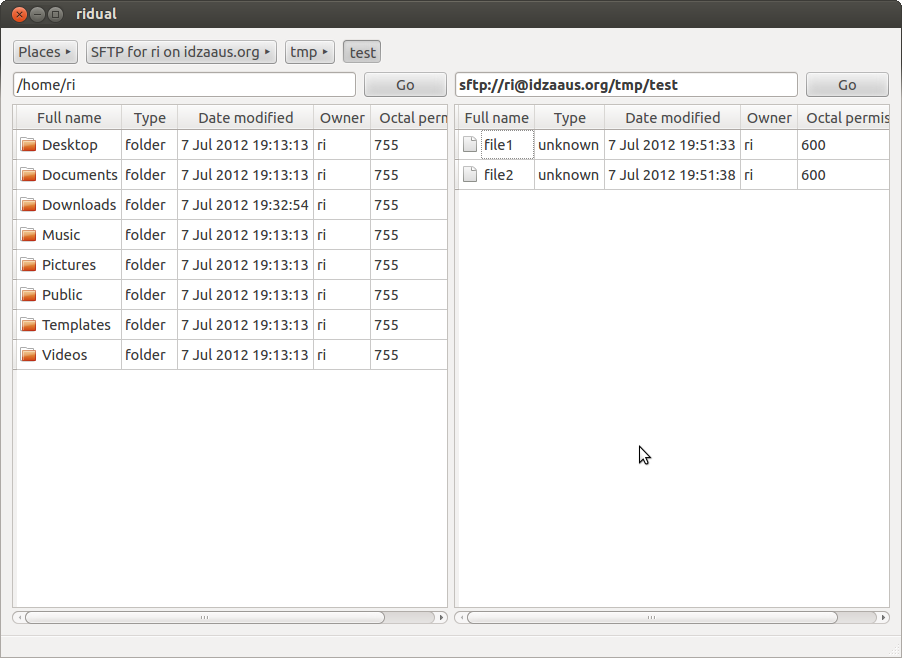 ridual
Places SFTP for ri on idzaaus.org tmp test
/home/ri Go sftp://ri@idzaaus.org/tmp/test Go
Full name Type Date modified Owner Octal perm
Desktop folder 7 Jul 2012 19:13:13 ri 755
Documents folder 7 Jul 2012 19:13:13 ri 755
Downloads folder 7 Jul 2012 19:32:54 ri 755
Music folder 7 Jul 2012 19:13:13 ri 755
Pictures folder 7 Jul 2012 19:13:13 ri 755
Public folder 7 Jul 2012 19:13:13 ri 755
Templates folder 7 Jul 2012 19:13:13 ri 755
Videos folder 7 Jul 2012 19:13:13 ri 755
Full name Type Date modified Owner Octal permis
file1 unknown 7 Jul 2012 19:51:33 ri 600
file2 unknown 7 Jul 2012 19:51:38 ri 600